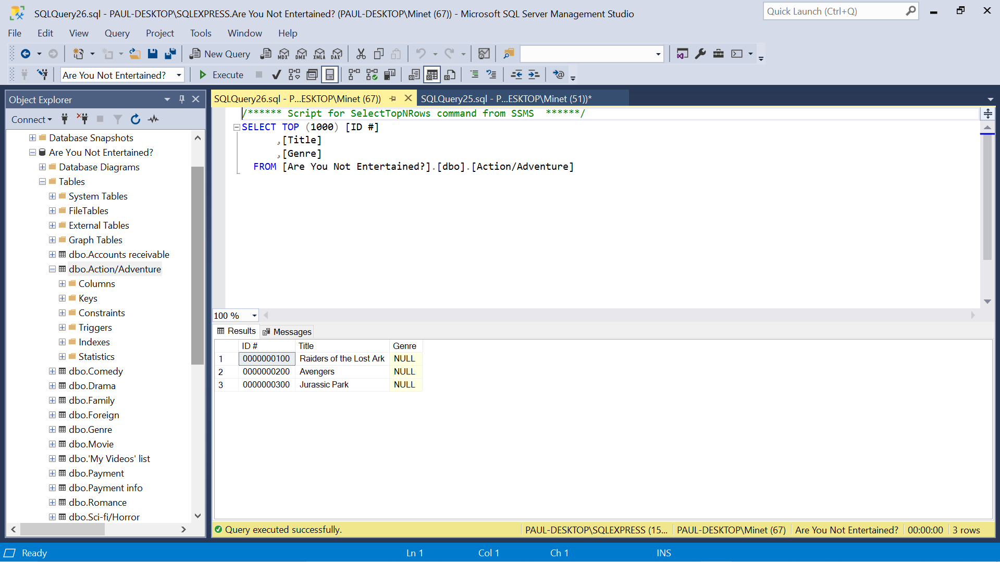 SQLQuery26.sql - PAUL-DESKTOP\SQLEXPRESS.Are You Not Entertained? (PAUL-DESKTOP\Minet (67)) - Microsoft SQL Server Management Studio
Quick Launch (Ctrl+Q)
File Edit View Query Project Tools Window Help
New Query MDX DMX XMLA DAX
Are You Not Entertained? Execute
Object Explorer
Connect
Database Snapshots
Are You Not Entertained?
Database Diagrams
Tables
System Tables
FileTables
External Tables
Graph Tables
dbo.Accounts receivable
dbo.Action/Adventure
Columns
Keys
Constraints
Triggers
Indexes
Statistics
dbo.Comedy
dbo.Drama
dbo.Family
dbo.Foreign
dbo.Genre
dbo.Movie
dbo.'My Videos' list
dbo.Payment
dbo.Payment info
dbo.Romance
dbo.Sci-fi/Horror
SQLQuery26.sql - P...ESKTOP\Minet (67)) SQLQuery25.sql - P...ESKTOP\Minet (51))*
/****** Script for SelectTopNRows command from SSMS  ******/
SELECT TOP (1000) [ID #]
,[Title]
,[Genre]
FROM [Are You Not Entertained?].[dbo].[Action/Adventure]
100 %
Results Messages
ID # Title Genre
1 0000000100 Raiders of the Lost Ark NULL
2 0000000200 Avengers NULL
3 0000000300 Jurassic Park NULL
Query executed successfully. PAUL-DESKTOP\SQLEXPRESS (15... PAUL-DESKTOP\Minet (67) Are You Not Entertained? 00:00:00 3 rows
Ready Ln 1 Col 1 Ch 1 INS